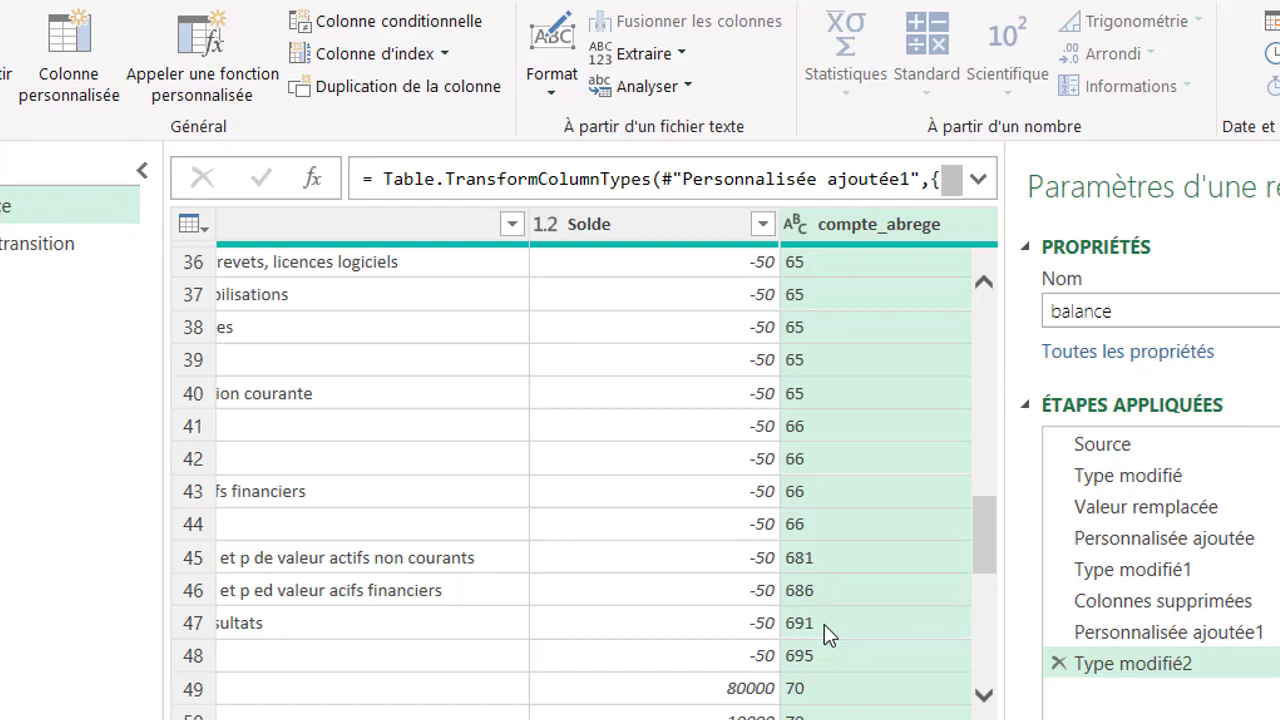 Colonne personnalisée
Appeler une fonction personnalisée
Colonne conditionnelle
Colonne d'index
Duplication de la colonne
Général
ABC
Format
Fusionner les colonnes
ABC 123 Extraire
abc Analyser
À partir d'un fichier texte
XΣσ
Statistiques
Standard
10²
Scientifique
Trigonométrie
.00 .0 Arrondi
Informations
À partir d'un nombre
Date et
fx
= Table.TransformColumnTypes(#"Personnalisée ajoutée1",{
ce
transition
1.2 Solde
ABC compte_abrege
36 revets, licences logiciels -50 65
37 bilisations -50 65
38 es -50 65
39 -50 65
40 ion courante -50 65
41 -50 66
42 -50 66
43 fs financiers -50 66
44 -50 66
45 et p de valeur actifs non courants -50 681
46 et p ed valeur acifs financiers -50 686
47 sultats -50 691
48 -50 695
49 80000 70
Paramètres d'une re
PROPRIÉTÉS
Nom
balance
Toutes les propriétés
ÉTAPES APPLIQUÉES
Source
Type modifié
Valeur remplacée
Personnalisée ajoutée
Type modifié1
Colonnes supprimées
Personnalisée ajoutée1
Type modifié2